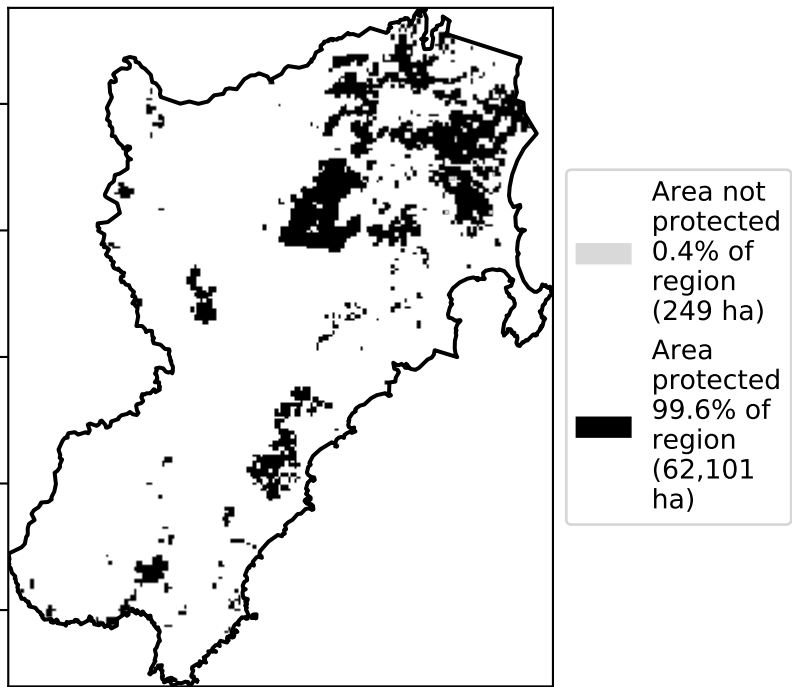 Area not
protected
0.4% of
region
(249 ha)
Area
protected
99.6% of
region
(62,101
ha)